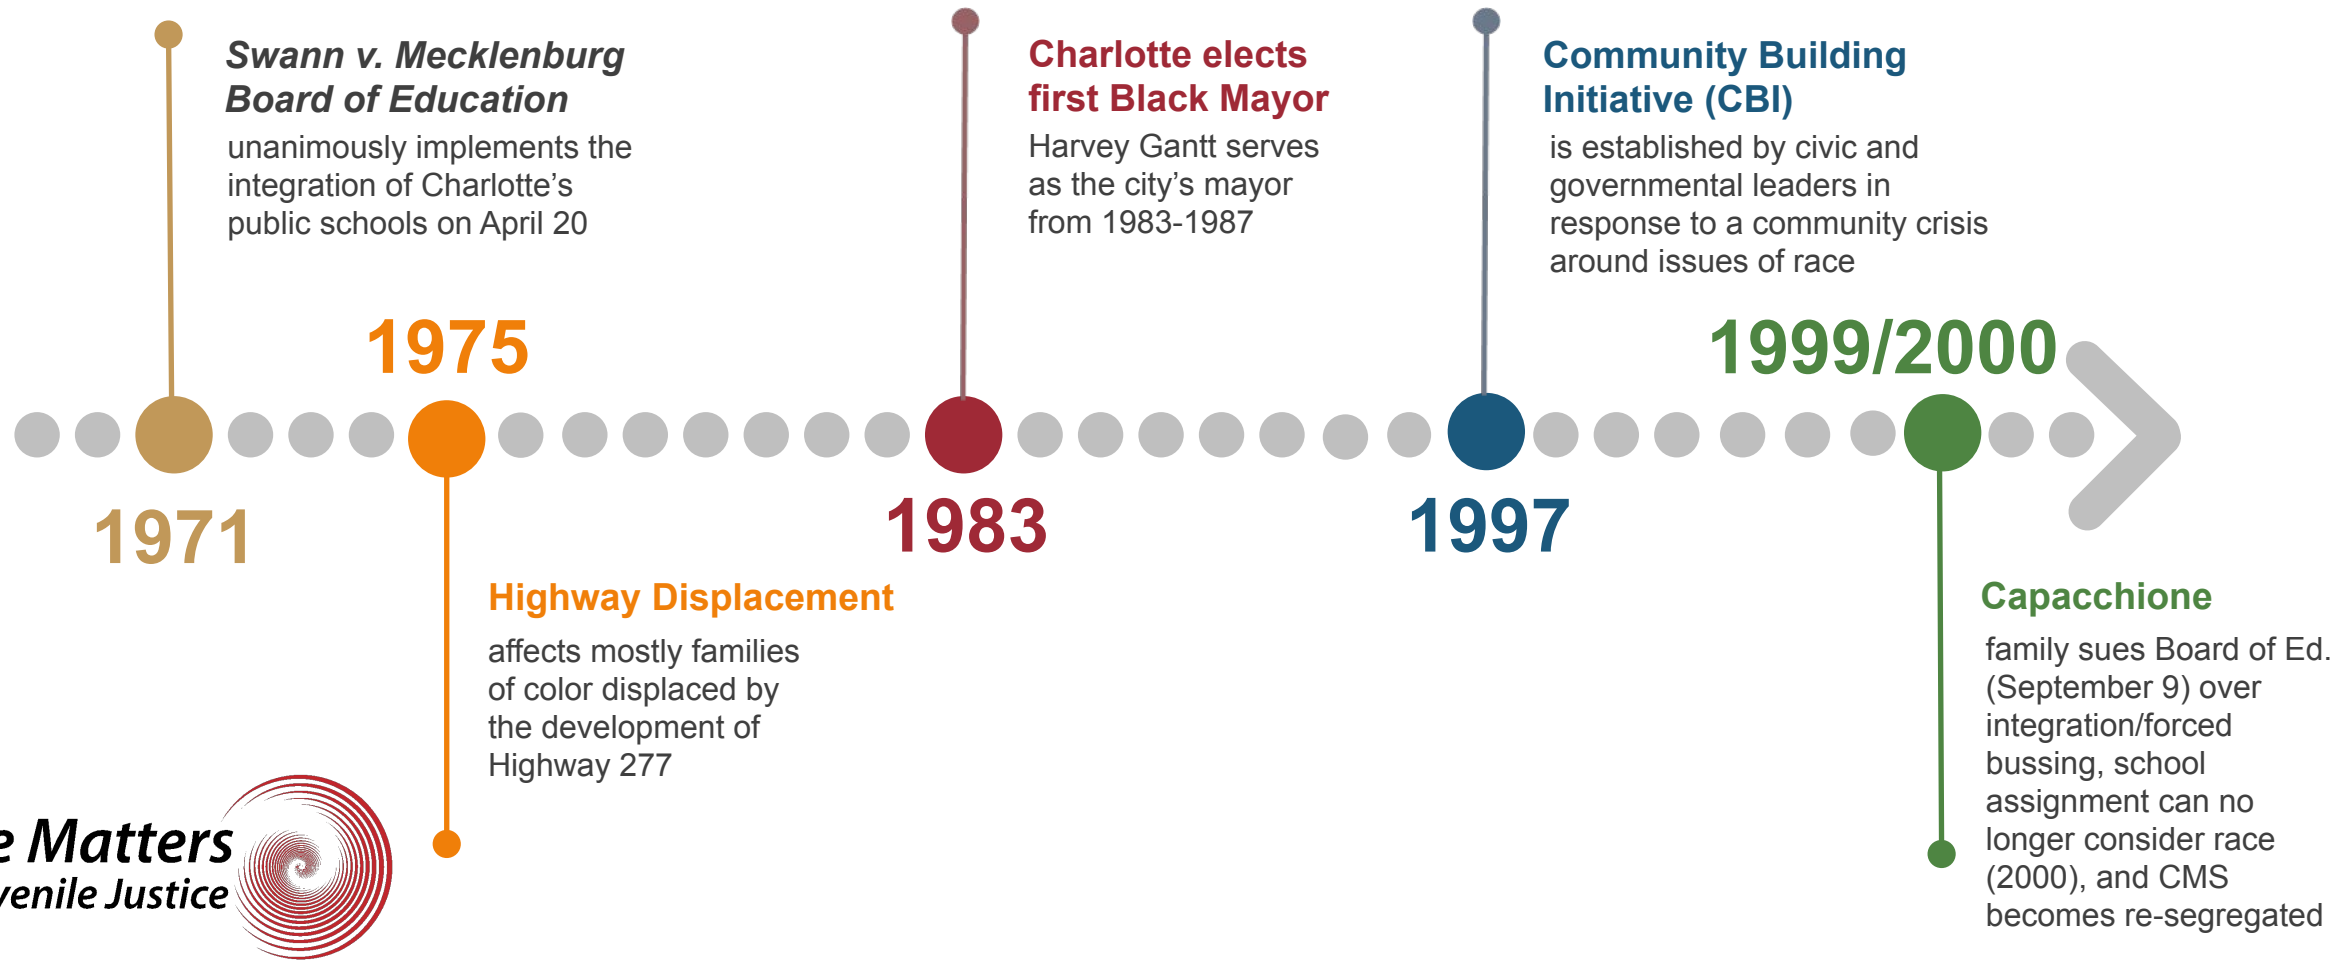 Swann v. Mecklenburg
Board of Education
unanimously implements the
integration of Charlotte’s
public schools on April 20
1971
1975
Highway Displacement
affects mostly families
of color displaced by
the development of
Highway 277
Charlotte elects
first Black Mayor
Harvey Gantt serves
as the city’s mayor
from 1983-1987
1983
Community Building
Initiative (CBI)
is established by civic and
governmental leaders in
response to a community crisis
around issues of race
1997
1999/2000
Capacchione
family sues Board of Ed.
(September 9) over
integration/forced
bussing, school
assignment can no
longer consider race
(2000), and CMS
becomes re-segregated
e Matters
venile Justice